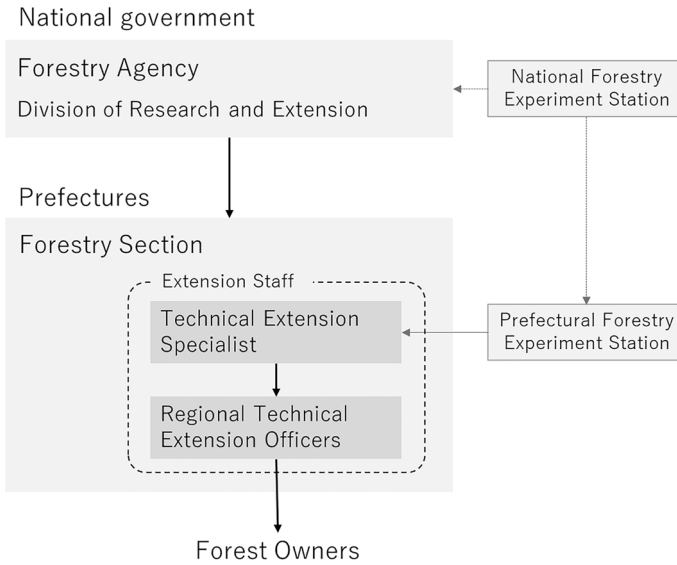 National government
Forestry Agency
Division of Research and Extension
National Forestry
Experiment Station
Prefectures
Forestry Section
Extension Staff
Technical Extension
Specialist
Prefectural Forestry
Experiment Station
Regional Technical
Extension Officers
Forest Owners